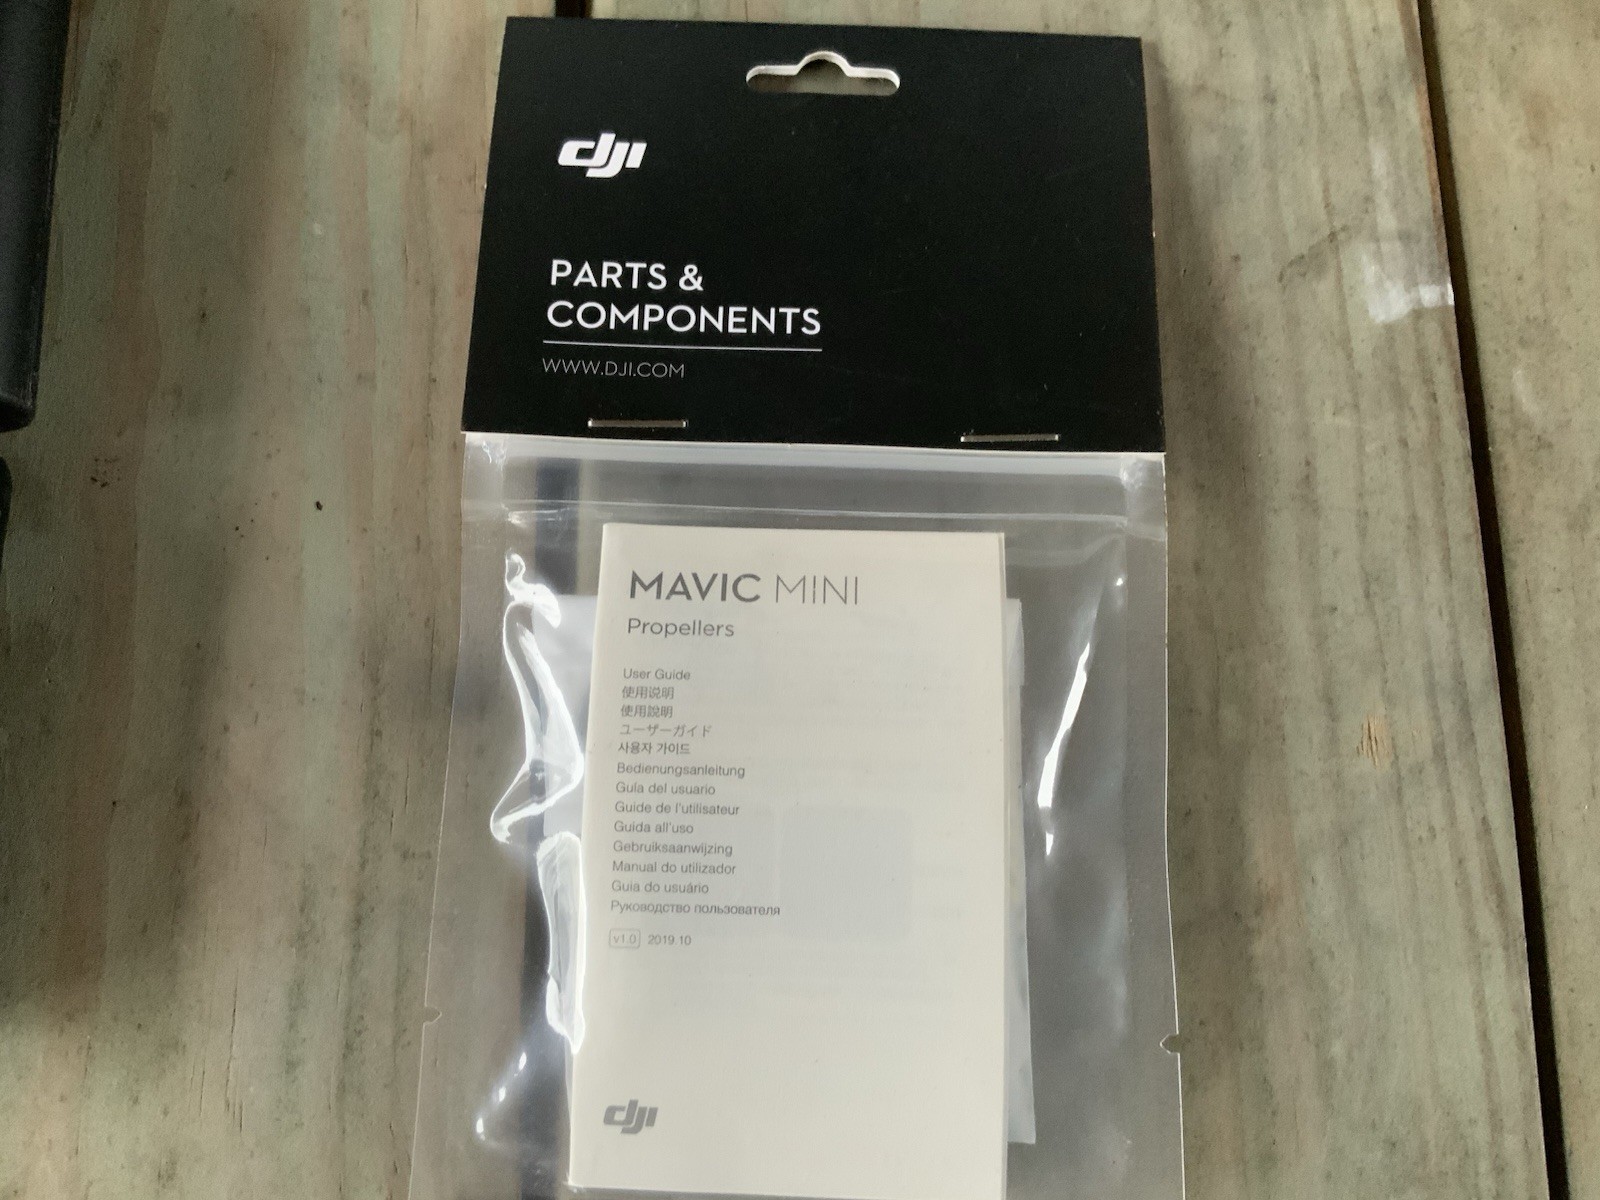 dji
PARTS &
COMPONENTS
WWW.DJI.COM
MAVIC MINI
Propellers
User Guide
使用说明
使用說明
ユーザーガイド
사용자 가이드
Bedienungsanleitung
Guía del usuario
Guide de l'utilisateur
Guida all'uso
Gebruiksaanwijzing
Manual do utilizador
Guia do usuário
Руководство пользователя
v1.0 2019.10
dji